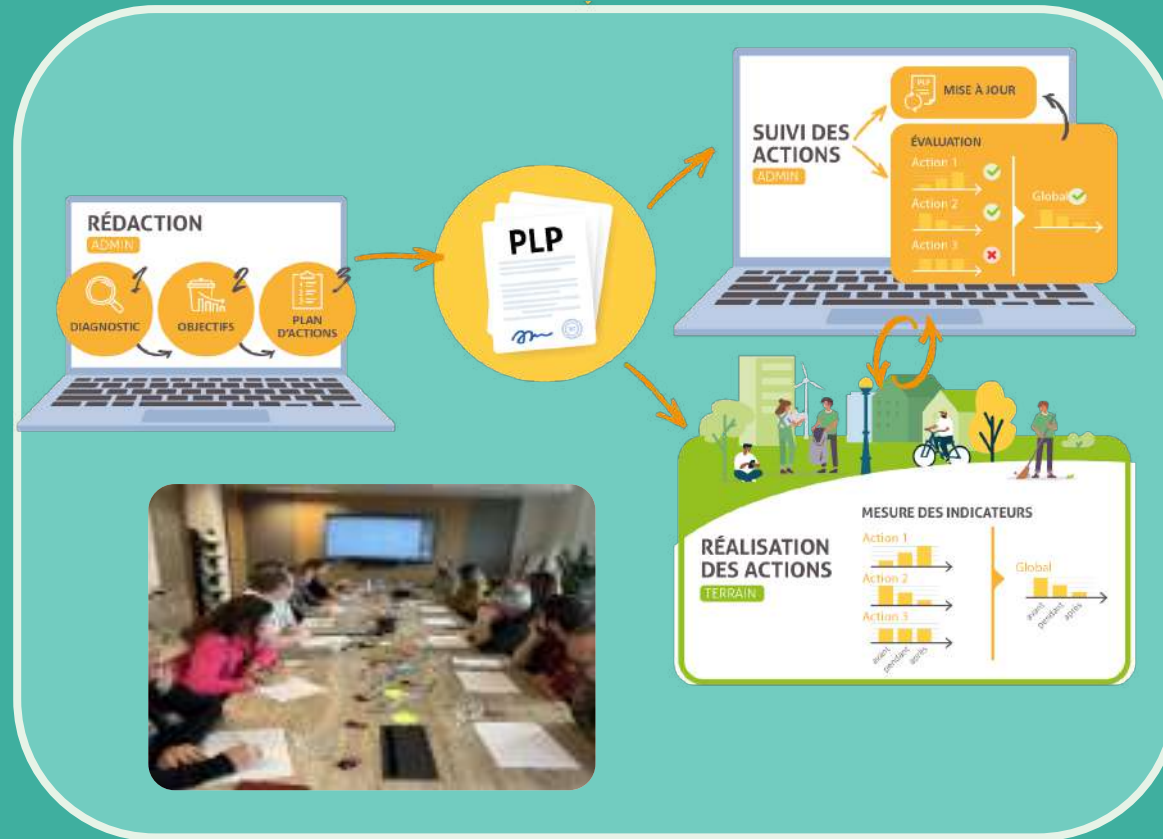 RÉDACTION
ADMIN
1
2
3
DIAGNOSTIC
OBJECTIFS
PLAN
D'ACTIONS
PLP
SUIVI DES
ACTIONS
ADMIN
PLP
MISE À JOUR
ÉVALUATION
Action 1
Action 2
Action 3
Global
RÉALISATION
DES ACTIONS
TERRAIN
MESURE DES INDICATEURS
Action 1
Action 2
Action 3
avant
pendant
après
Global
avant
pendant
après